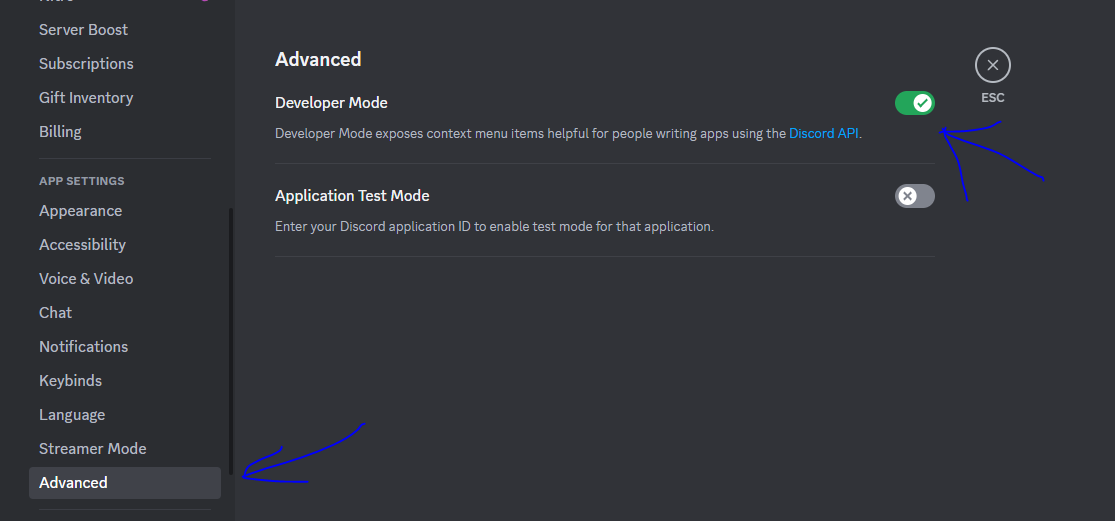 Server Boost
Subscriptions
Gift Inventory
Billing
APP SETTINGS
Appearance
Accessibility
Voice & Video
Chat
Notifications
Keybinds
Language
Streamer Mode
Advanced
Advanced
Developer Mode
Developer Mode exposes context menu items helpful for people writing apps using the Discord API.
Application Test Mode
Enter your Discord application ID to enable test mode for that application.
ESC